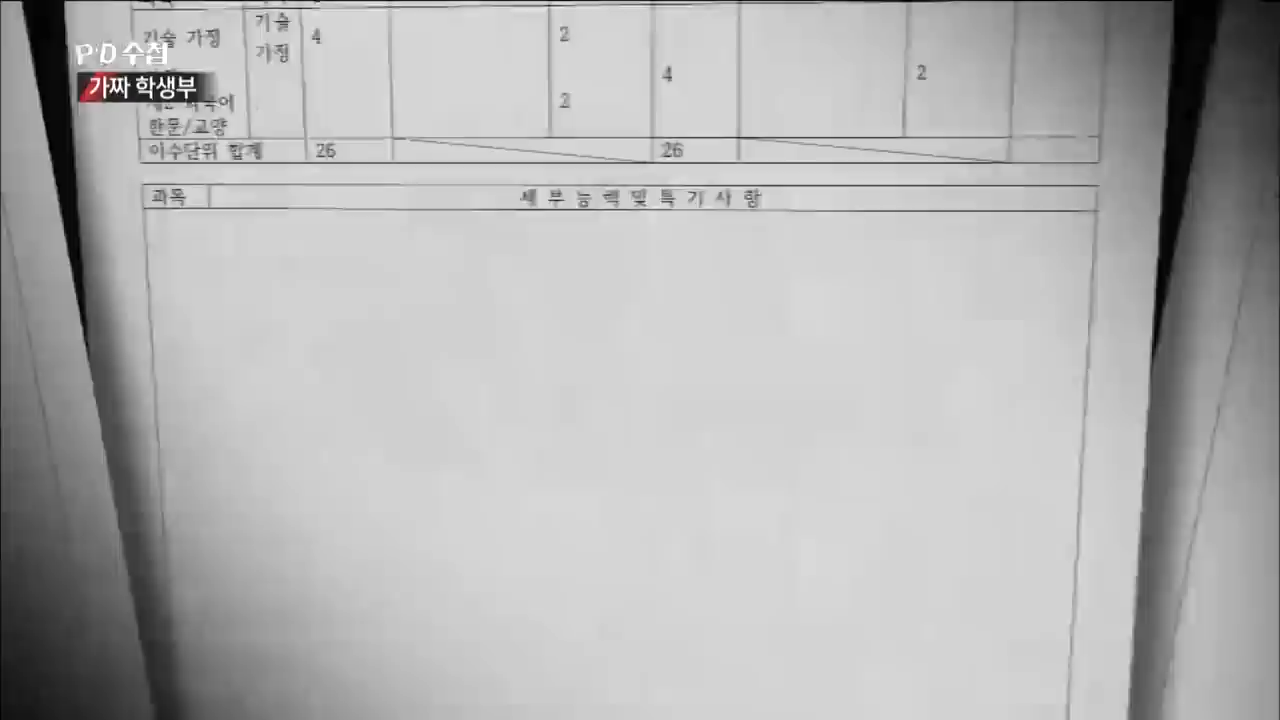 PD수첩
가짜 학생부
기술 가정 기술 4 2
가정
4 2
2
한문/교양
이수단위 합계 26 26
과목 세 부 능 력 및 특 기 사 항